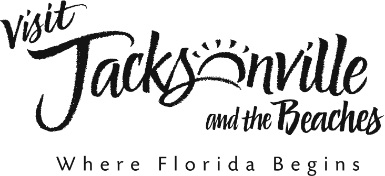 Visit
Jacksonville
and the Beaches
Where Florida Begins